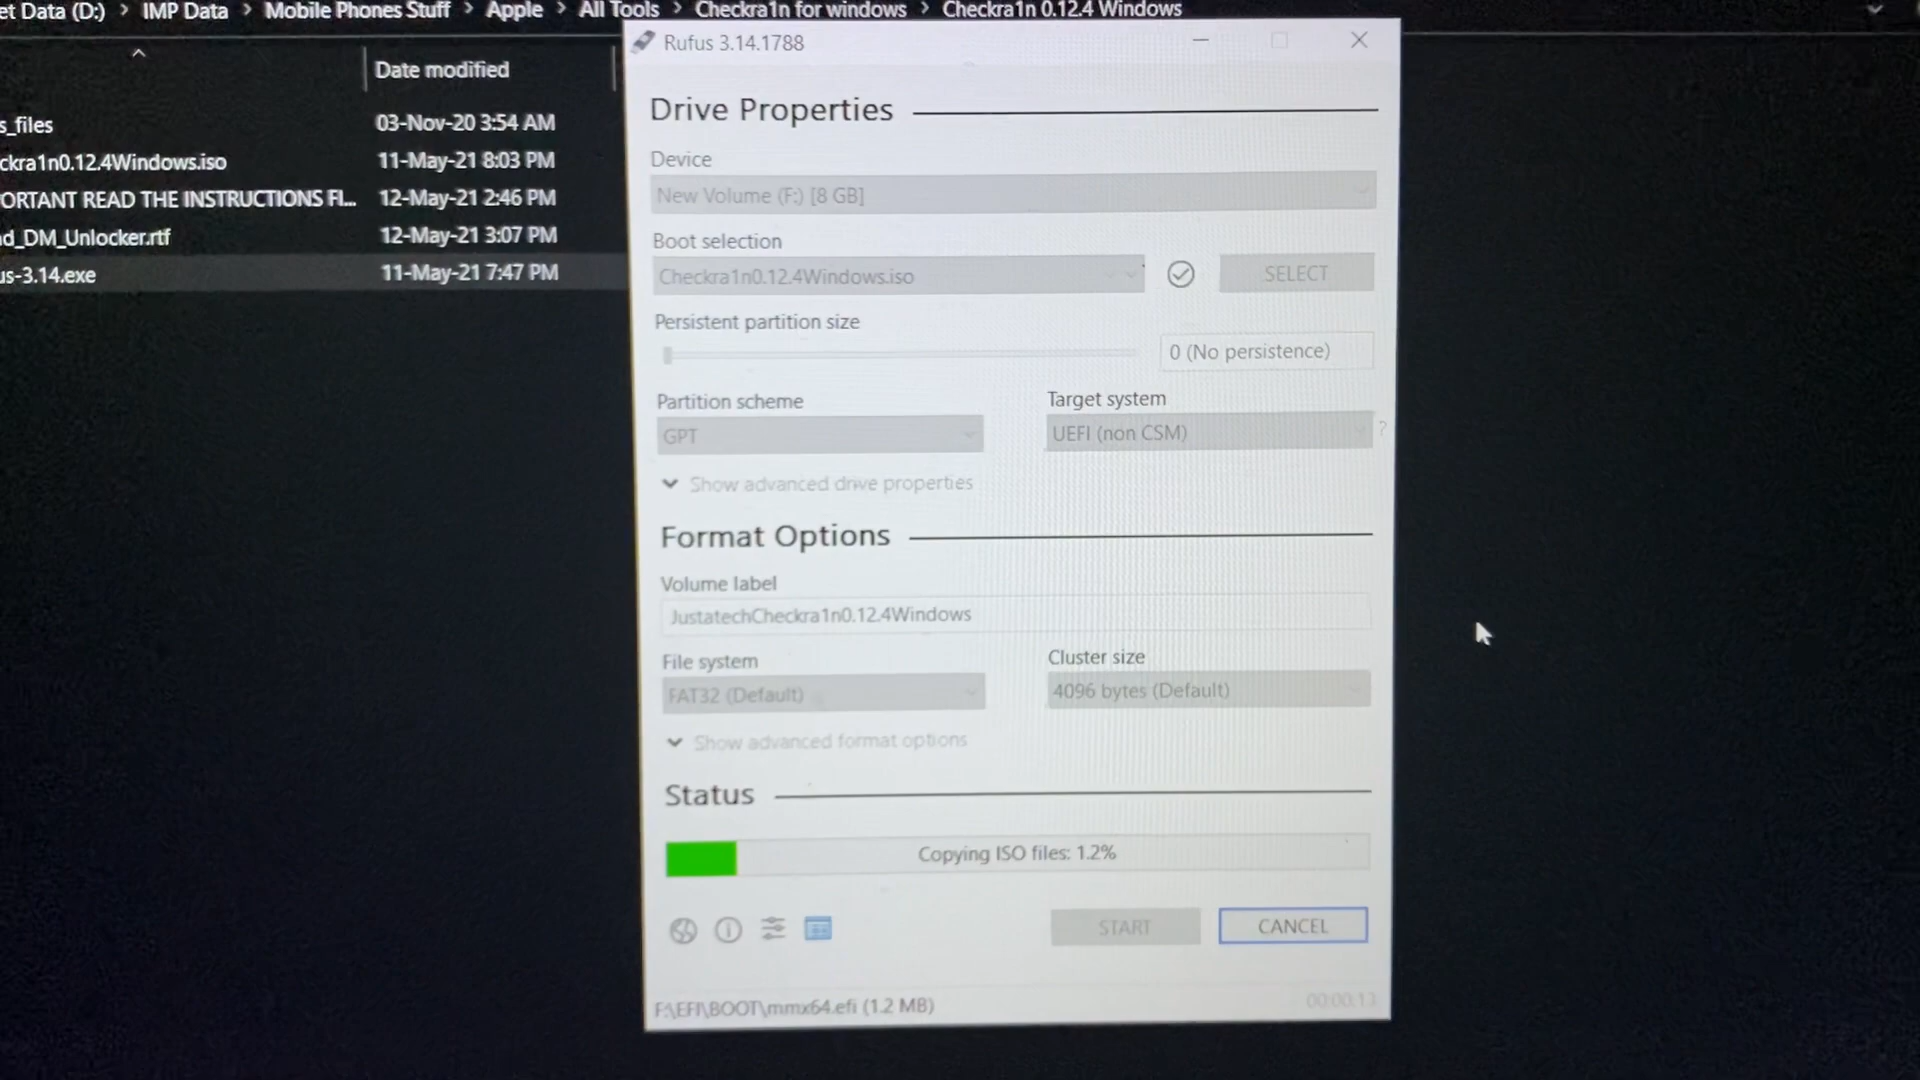 et Data (D:) > IMP Data > Mobile Phones Stuff > Apple > All Tools > Checkra1n for windows > Checkra1n 0.12.4 Windows
Date modified
s_files 03-Nov-20 3:54 AM
ckra1n0.12.4Windows.iso 11-May-21 8:03 PM
ORTANT READ THE INSTRUCTIONS FI... 12-May-21 2:46 PM
d_DM_Unlocker.rtf 12-May-21 3:07 PM
us-3.14.exe 11-May-21 7:47 PM
Rufus 3.14.1788
Drive Properties
Device
New Volume (F:) [8 GB]
Boot selection
Checkra1n0.12.4Windows.iso SELECT
Persistent partition size
0 (No persistence)
Partition scheme Target system
GPT UEFI (non CSM) ?
Show advanced drive properties
Format Options
Volume label
JustatechCheckra1n0.12.4Windows
File system Cluster size
FAT32 (Default) 4096 bytes (Default)
Show advanced format options
Status
Copying ISO files: 1.2%
START CANCEL
F:\EFI\BOOT\mmx64.efi (1.2 MB) 00:00:13